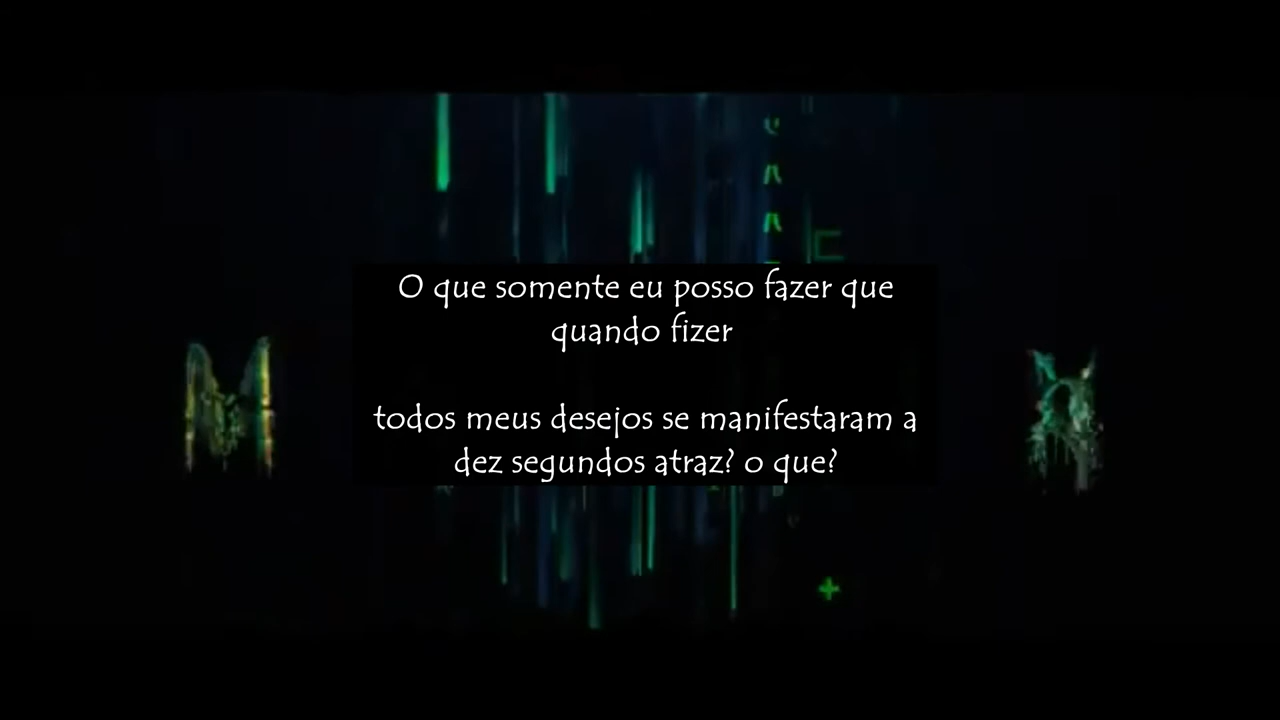 O que somente eu posso fazer que
quando fizer
todos meus desejos se manifestaram a
dez segundos atraz? o que?